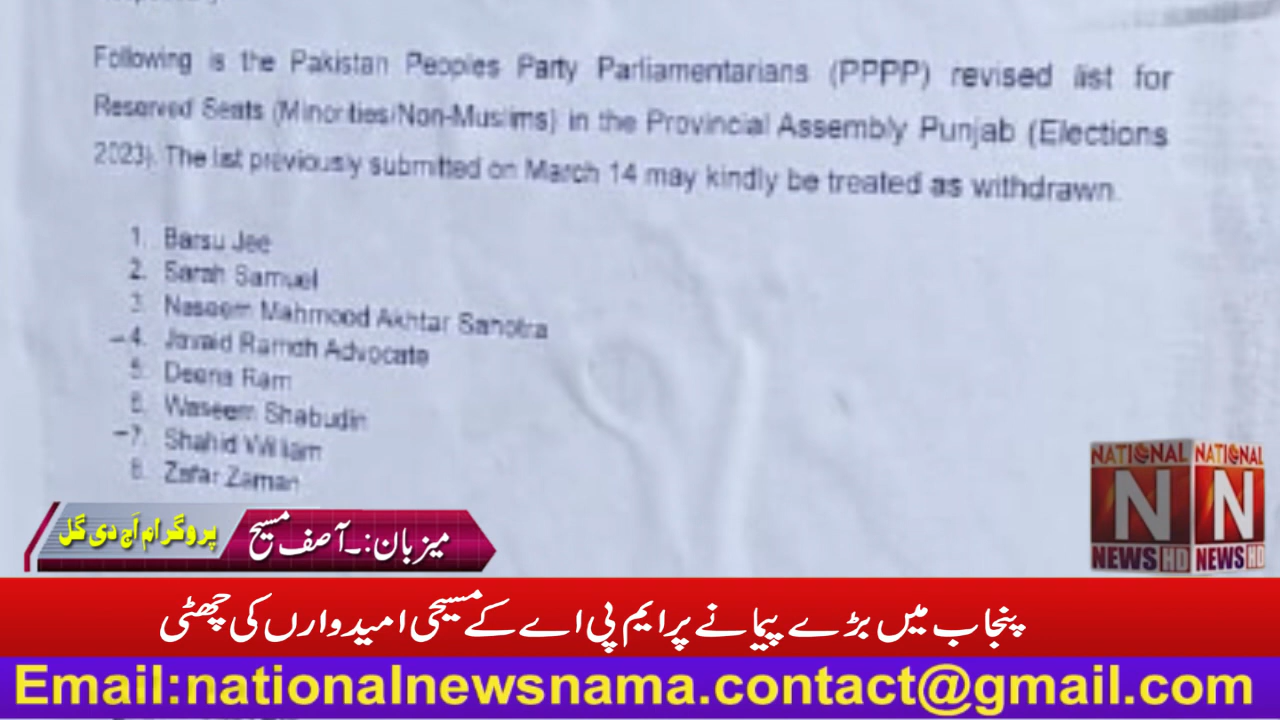 Following is the Pakistan Peoples Party Parliamentarians (PPPP) revised list for
Reserved Seats (Minorities/Non-Muslims) in the Provincial Assembly Punjab (Elections
2023). The list previously submitted on March 14 may kindly be treated as withdrawn.
1. Barsu Jee
2. Sarah Samuel
3. Naseem Mahmood Akhtar Sanotra
4. Javaid Advocate
5. Deena Ram
6. Waseem Shabudin
7. Shahid William
8. Zafar Zaman
پروگرام آج دی گل
میزبان:۔آصف مسیح
NATIONAL NATIONAL
N N
NEWS HD NEWS HD
پنجاب میں بڑے پیمانے پر ایم پی اے کے مسیحی امیدوارں کی چھٹی
Email:nationalnewsnama.contact@gmail.com